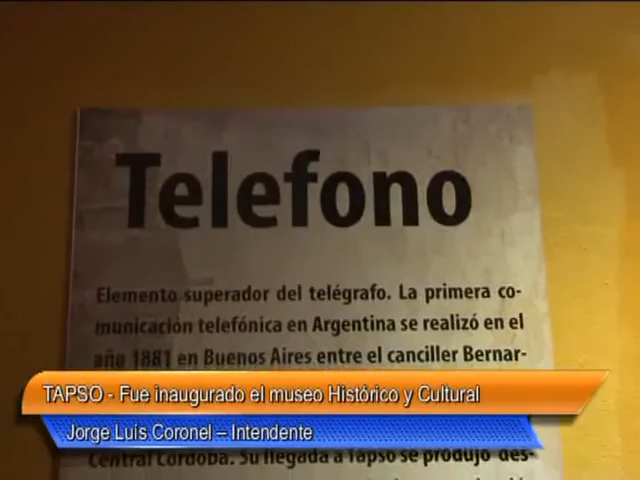 Telefono
Elemento superador del telégrafo. La primera co-
municación telefónica en Argentina se realizó en el
año 1881 en Buenos Aires entre el canciller Bernar-
TAPSO - Fue inaugurado el museo Histórico y Cultural
Jorge Luis Coronel – Intendente
Central Córdoba. Su llegada a Tapso se produjo des-